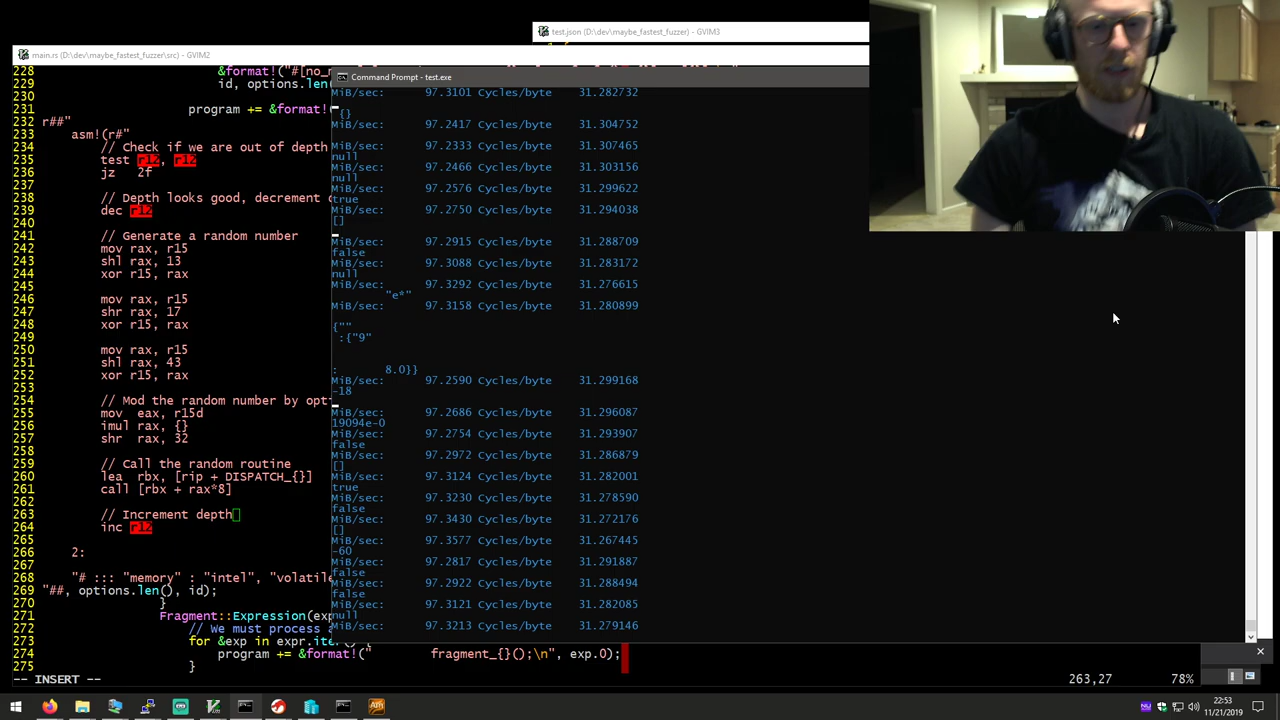 test.json (D:\dev\maybe_fastest_fuzzer) - GVIM3
main.rs (D:\dev\maybe_fastest_fuzzer\src) - GVIM2
Command Prompt - test.exe
228 &format!("#[no_m
229 id, options.len(
230
231 program += &format!(
232 r##"
233 asm!(r#"
234 // Check if we are out of depth
235 test r12, r12
236 jz 2f
237
238 // Depth looks good, decrement d
239 dec r12
240
241 // Generate a random number
242 mov rax, r15
243 shl rax, 13
244 xor r15, rax
245
246 mov rax, r15
247 shr rax, 17
248 xor r15, rax
249
250 mov rax, r15
251 shl rax, 43
252 xor r15, rax
253
254 // Mod the random number by opti
255 mov eax, r15d
256 imul rax, {}
257 shr rax, 32
258
259 // Call the random routine
260 lea rbx, [rip + DISPATCH_{}]
261 call [rbx + rax*8]
262
263 // Increment depth
264 inc r12
265
266 2:
267
268 "# ::: "memory" : "intel", "volatile
269 "##, options.len(), id);
270 }
271 Fragment::Expression(exp
272 // We must process a
273 for &exp in expr.iter() {
274 program += &format!(" fragment_{}();\n", exp.0);
275 }
-- INSERT --
263,27
78%
MiB/sec: 97.3101 Cycles/byte 31.282732
{}
MiB/sec: 97.2417 Cycles/byte 31.304752
MiB/sec: 97.2333 Cycles/byte 31.307465
null
MiB/sec: 97.2466 Cycles/byte 31.303156
null
MiB/sec: 97.2576 Cycles/byte 31.299622
true
MiB/sec: 97.2750 Cycles/byte 31.294038
[]
MiB/sec: 97.2915 Cycles/byte 31.288709
false
MiB/sec: 97.3088 Cycles/byte 31.283172
null
MiB/sec: 97.3292 Cycles/byte 31.276615
"e*"
MiB/sec: 97.3158 Cycles/byte 31.280899
{""
:{"9"
: 8.0}}
MiB/sec: 97.2590 Cycles/byte 31.299168
-18
MiB/sec: 97.2686 Cycles/byte 31.296087
19094e-0
MiB/sec: 97.2754 Cycles/byte 31.293907
false
MiB/sec: 97.2972 Cycles/byte 31.286879
[]
MiB/sec: 97.3124 Cycles/byte 31.282001
true
MiB/sec: 97.3230 Cycles/byte 31.278590
false
MiB/sec: 97.3430 Cycles/byte 31.272176
[]
MiB/sec: 97.3577 Cycles/byte 31.267445
-60
MiB/sec: 97.2817 Cycles/byte 31.291887
false
MiB/sec: 97.2922 Cycles/byte 31.288494
false
MiB/sec: 97.3121 Cycles/byte 31.282085
null
MiB/sec: 97.3213 Cycles/byte 31.279146
22:53
11/21/2019